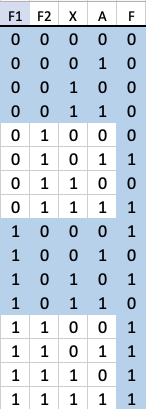 F1 F2 X A F
0 0 0 0 0
0 0 0 1 0
0 0 1 0 0
0 0 1 1 0
0 1 0 0 0
0 1 0 1 1
0 1 1 0 0
0 1 1 1 1
1 0 0 0 1
1 0 0 1 0
1 0 1 0 1
1 0 1 1 0
1 1 0 0 1
1 1 0 1 1
1 1 1 0 1
1 1 1 1 1